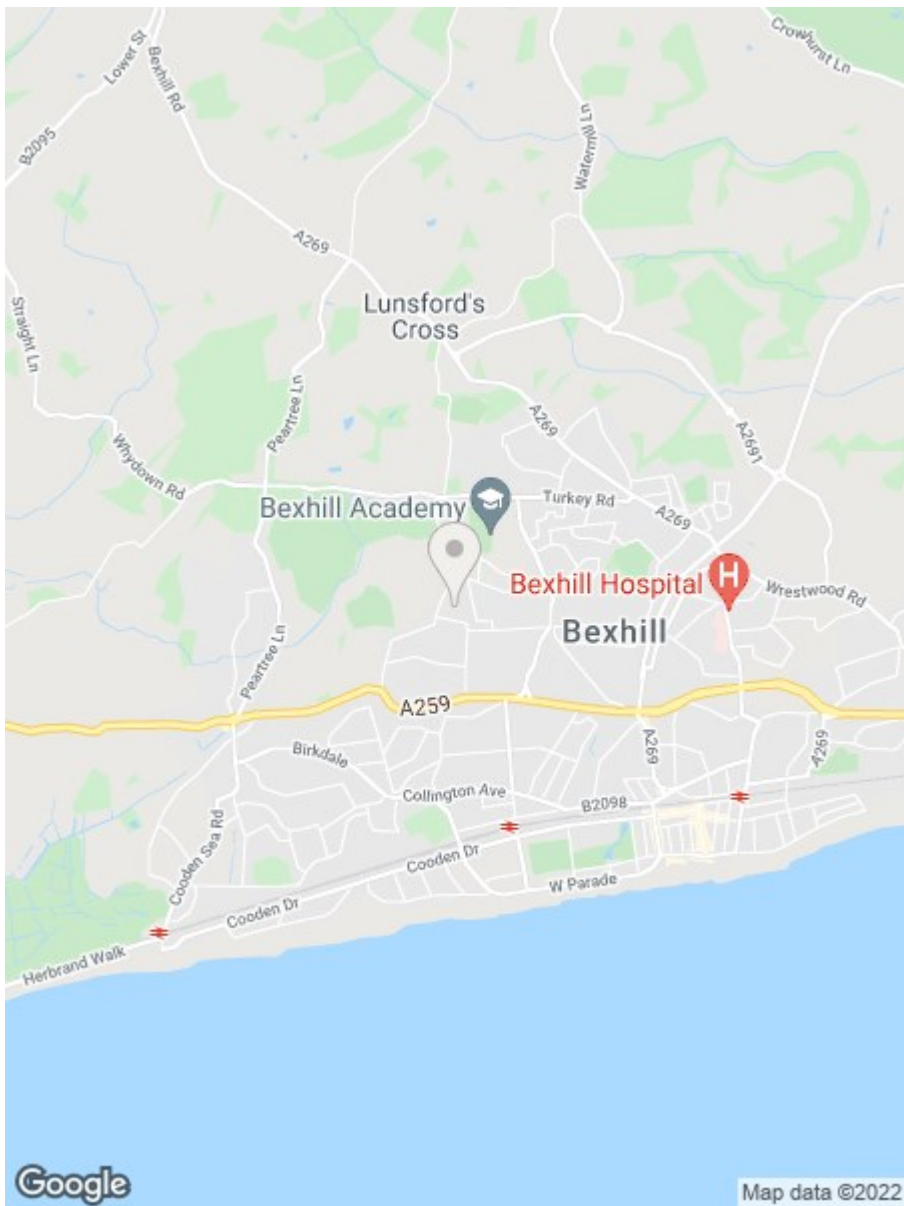 Crowhurst Ln
Lower St
Bexhill Rd
B2095
Watermill Ln
A269
Straight Ln
Lunsford's
Cross
Peartree Ln
A269
A2691
Whydown Rd
Bexhill Academy
Turkey Rd
A269
Bexhill Hospital
H
Wrestwood Rd
Bexhill
Peartree Ln
A259
A269
A269
Birkdale
Collington Ave
B2098
Cooden Sea Rd
Cooden Dr
W Parade
Cooden Dr
Herbrand Walk
Google
Map data ©2022